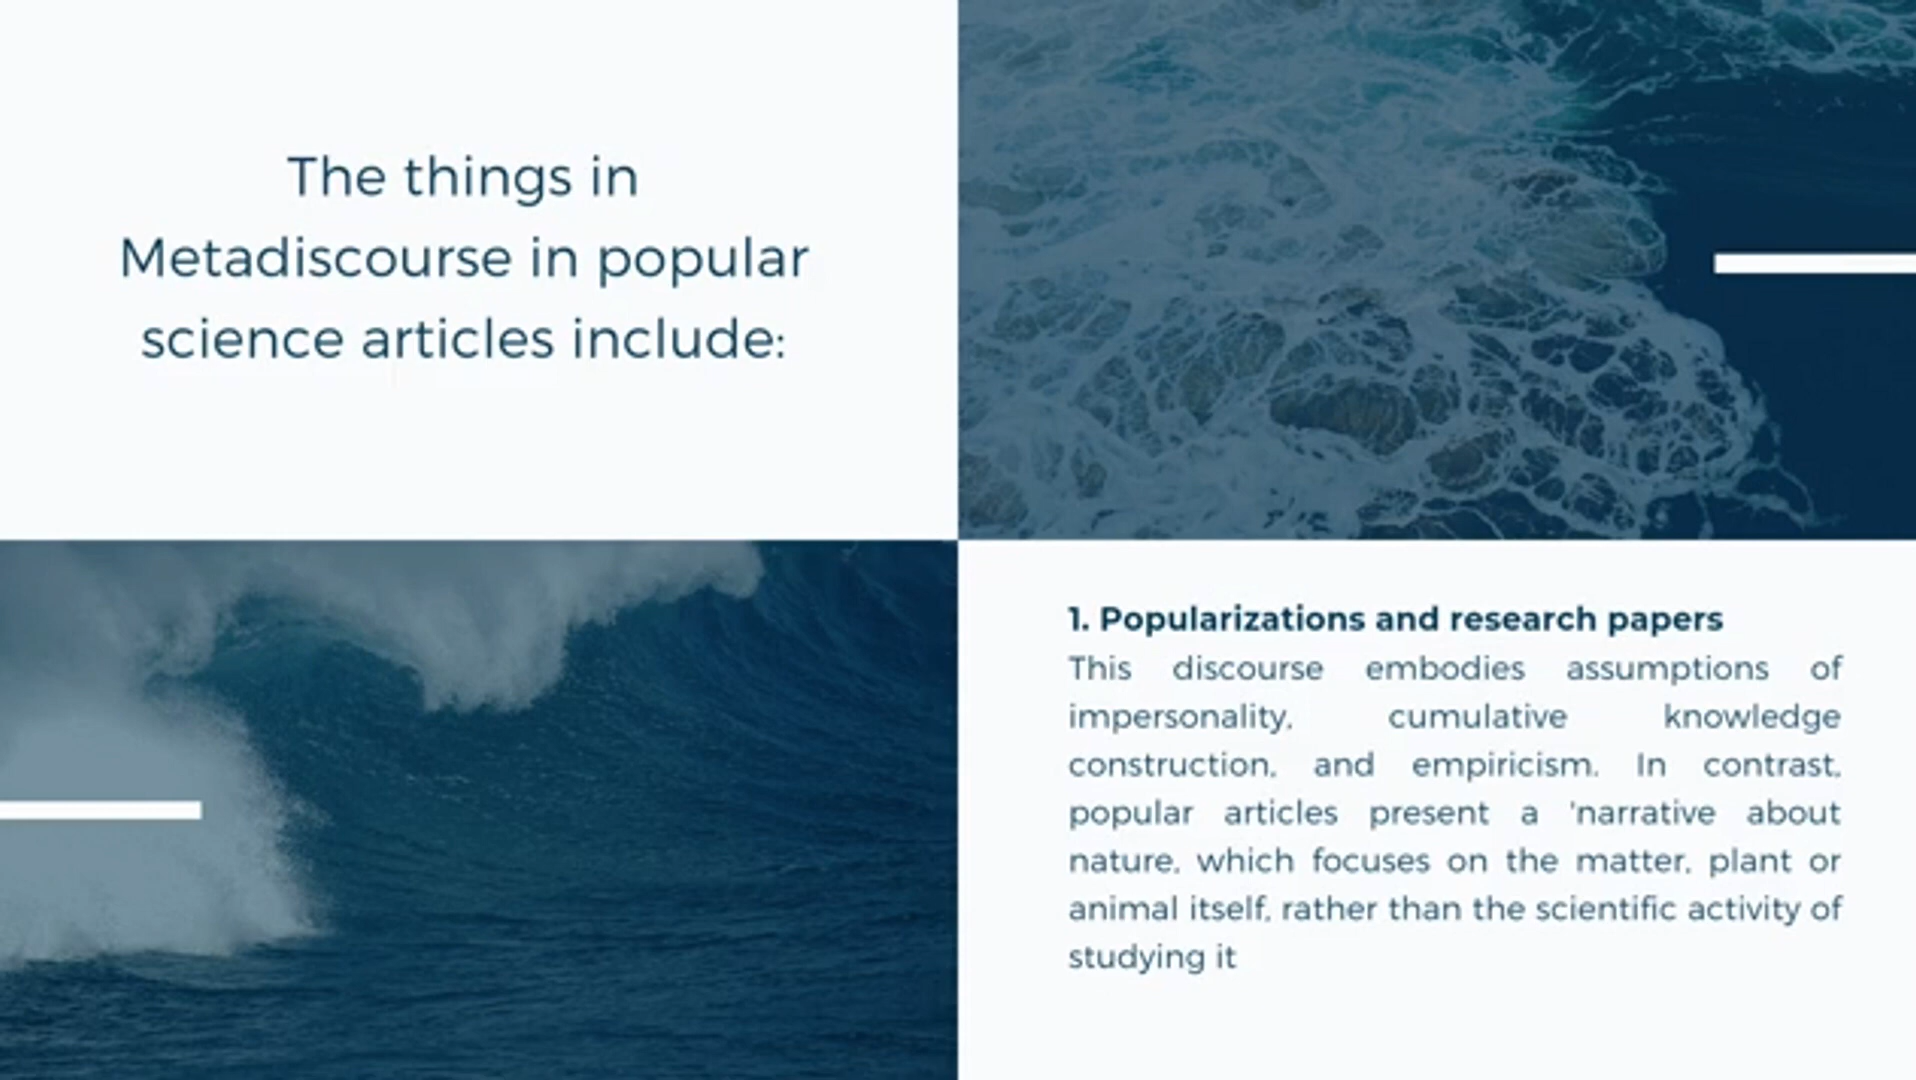 The things in
Metadiscourse in popular
science articles include:
1. Popularizations and research papers
This discourse embodies assumptions of
impersonality, cumulative knowledge
construction, and empiricism. In contrast,
popular articles present a 'narrative about
nature, which focuses on the matter, plant or
animal itself, rather than the scientific activity of
studying it